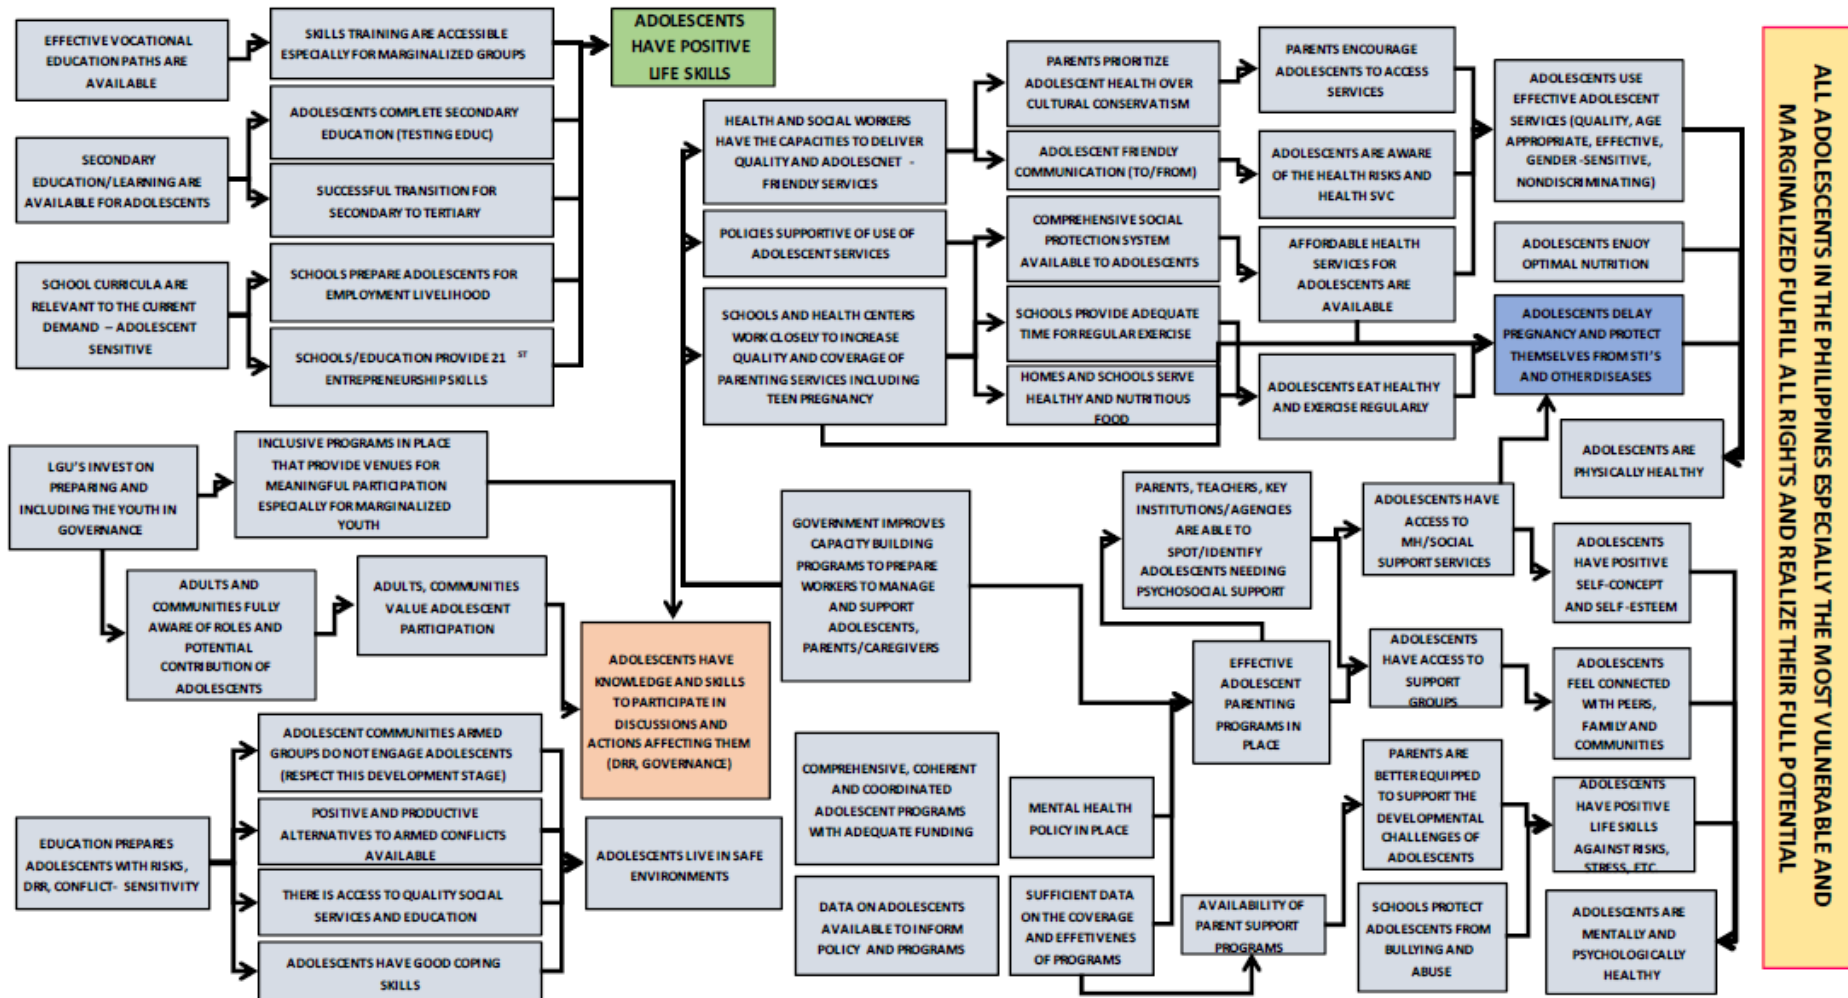 EFFECTIVE VOCATIONAL
EDUCATION PATHS ARE
AVAILABLE
SECONDARY
EDUCATION/LEARNING ARE
AVAILABLE FOR ADOLESCENTS
SCHOOL CURRICULA ARE
RELEVANT TO THE CURRENT
DEMAND – ADOLESCENT
SENSITIVE
SKILLS TRAINING ARE ACCESSIBLE
ESPECIALLY FOR MARGINALIZED GROUPS
ADOLESCENTS COMPLETE SECONDARY
EDUCATION (TESTING EDUC)
SUCCESSFUL TRANSITION FOR
SECONDARY TO TERTIARY
SCHOOLS PREPARE ADOLESCENTS FOR
EMPLOYMENT LIVELIHOOD
SCHOOLS/EDUCATION PROVIDE 21 ST
ENTREPRENEURSHIP SKILLS
ADOLESCENTS
HAVE POSITIVE
LIFE SKILLS
HEALTH AND SOCIAL WORKERS
HAVE THE CAPACITIES TO DELIVER
QUALITY AND ADOLESCNET -
FRIENDLY SERVICES
POLICIES SUPPORTIVE OF USE OF
ADOLESCENT SERVICES
SCHOOLS AND HEALTH CENTERS
WORK CLOSELY TO INCREASE
QUALITY AND COVERAGE OF
PARENTING SERVICES INCLUDING
TEEN PREGNANCY
PARENTS PRIORITIZE
ADOLESCENT HEALTH OVER
CULTURAL CONSERVATISM
ADOLESCENT FRIENDLY
COMMUNICATION (TO/FROM)
COMPREHENSIVE SOCIAL
PROTECTION SYSTEM
AVAILABLE TO ADOLESCENTS
SCHOOLS PROVIDE ADEQUATE
TIME FOR REGULAR EXERCISE
HOMES AND SCHOOLS SERVE
HEALTHY AND NUTRITIOUS
FOOD
PARENTS ENCOURAGE
ADOLESCENTS TO ACCESS
SERVICES
ADOLESCENTS ARE AWARE
OF THE HEALTH RISKS AND
HEALTH SVC
AFFORDABLE HEALTH
SERVICES FOR
ADOLESCENTS ARE
AVAILABLE
ADOLESCENTS EAT HEALTHY
AND EXERCISE REGULARLY
ADOLESCENTS USE
EFFECTIVE ADOLESCENT
SERVICES (QUALITY, AGE
APPROPRIATE, EFFECTIVE,
GENDER -SENSITIVE,
NONDISCRIMINATING)
ADOLESCENTS ENJOY
OPTIMAL NUTRITION
ADOLESCENTS DELAY
PREGNANCY AND PROTECT
THEMSELVES FROM STI'S
AND OTHER DISEASES
ADOLESCENTS ARE
PHYSICALLY HEALTHY
LGU'S INVEST ON
PREPARING AND
INCLUDING THE YOUTH IN
GOVERNANCE
INCLUSIVE PROGRAMS IN PLACE
THAT PROVIDE VENUES FOR
MEANINGFUL PARTICIPATION
ESPECIALLY FOR MARGINALIZED
YOUTH
ADULTS AND
COMMUNITIES FULLY
AWARE OF ROLES AND
POTENTIAL
CONTRIBUTION OF
ADOLESCENTS
ADULTS, COMMUNITIES
VALUE ADOLESCENT
PARTICIPATION
ADOLESCENTS HAVE
KNOWLEDGE AND SKILLS
TO PARTICIPATE IN
DISCUSSIONS AND
ACTIONS AFFECTING THEM
(DRR, GOVERNANCE)
EDUCATION PREPARES
ADOLESCENTS WITH RISKS,
DRR, CONFLICT- SENSITIVITY
ADOLESCENT COMMUNITIES ARMED
GROUPS DO NOT ENGAGE ADOLESCENTS
(RESPECT THIS DEVELOPMENT STAGE)
POSITIVE AND PRODUCTIVE
ALTERNATIVES TO ARMED CONFLICTS
AVAILABLE
THERE IS ACCESS TO QUALITY SOCIAL
SERVICES AND EDUCATION
ADOLESCENTS HAVE GOOD COPING
SKILLS
ADOLESCENTS LIVE IN SAFE
ENVIRONMENTS
GOVERNMENT IMPROVES
CAPACITY BUILDING
PROGRAMS TO PREPARE
WORKERS TO MANAGE
AND SUPPORT
ADOLESCENTS,
PARENTS/CAREGIVERS
COMPREHENSIVE, COHERENT
AND COORDINATED
ADOLESCENT PROGRAMS
WITH ADEQUATE FUNDING
DATA ON ADOLESCENTS
AVAILABLE TO INFORM
POLICY AND PROGRAMS
MENTAL HEALTH
POLICY IN PLACE
SUFFICIENT DATA
ON THE COVERAGE
AND EFFETIVENES
OF PROGRAMS
PARENTS, TEACHERS, KEY
INSTITUTIONS/AGENCIES
ARE ABLE TO
SPOT/IDENTIFY
ADOLESCENTS NEEDING
PSYCHOSOCIAL SUPPORT
EFFECTIVE
ADOLESCENT
PARENTING
PROGRAMS IN
PLACE
AVAILABILITY OF
PARENT SUPPORT
PROGRAMS
ADOLESCENTS HAVE
ACCESS TO
MH/SOCIAL
SUPPORT SERVICES
ADOLESCENTS
HAVE ACCESS TO
SUPPORT
GROUPS
PARENTS ARE
BETTER EQUIPPED
TO SUPPORT THE
DEVELOPMENTAL
CHALLENGES OF
ADOLESCENTS
SCHOOLS PROTECT
ADOLESCENTS FROM
BULLYING AND
ABUSE
ADOLESCENTS
HAVE POSITIVE
SELF-CONCEPT
AND SELF-ESTEEM
ADOLESCENTS
FEEL CONNECTED
WITH PEERS,
FAMILY AND
COMMUNITIES
ADOLESCENTS
HAVE POSITIVE
LIFE SKILLS
AGAINST RISKS,
STRESS, ETC.
ADOLESCENTS ARE
MENTALLY AND
PSYCHOLOGICALLY
HEALTHY
ALL ADOLESCENTS IN THE PHILIPPINES ESPECIALLY THE MOST VULNERABLE AND
MARGINALIZED FULFILL ALL RIGHTS AND REALIZE THEIR FULL POTENTIAL